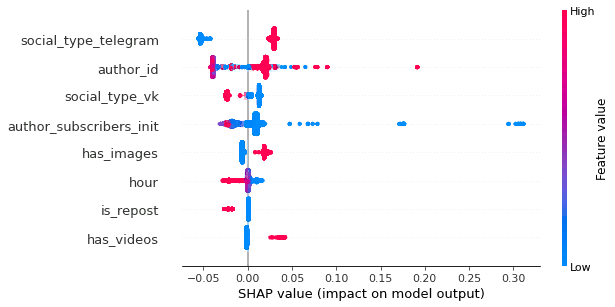 High
social_type_telegram
author_id
social_type_vk
author_subscribers_init
has_images
hour
is_repost
has_videos
Feature value
Low
−0.05 0.00 0.05 0.10 0.15 0.20 0.25 0.30
SHAP value (impact on model output)